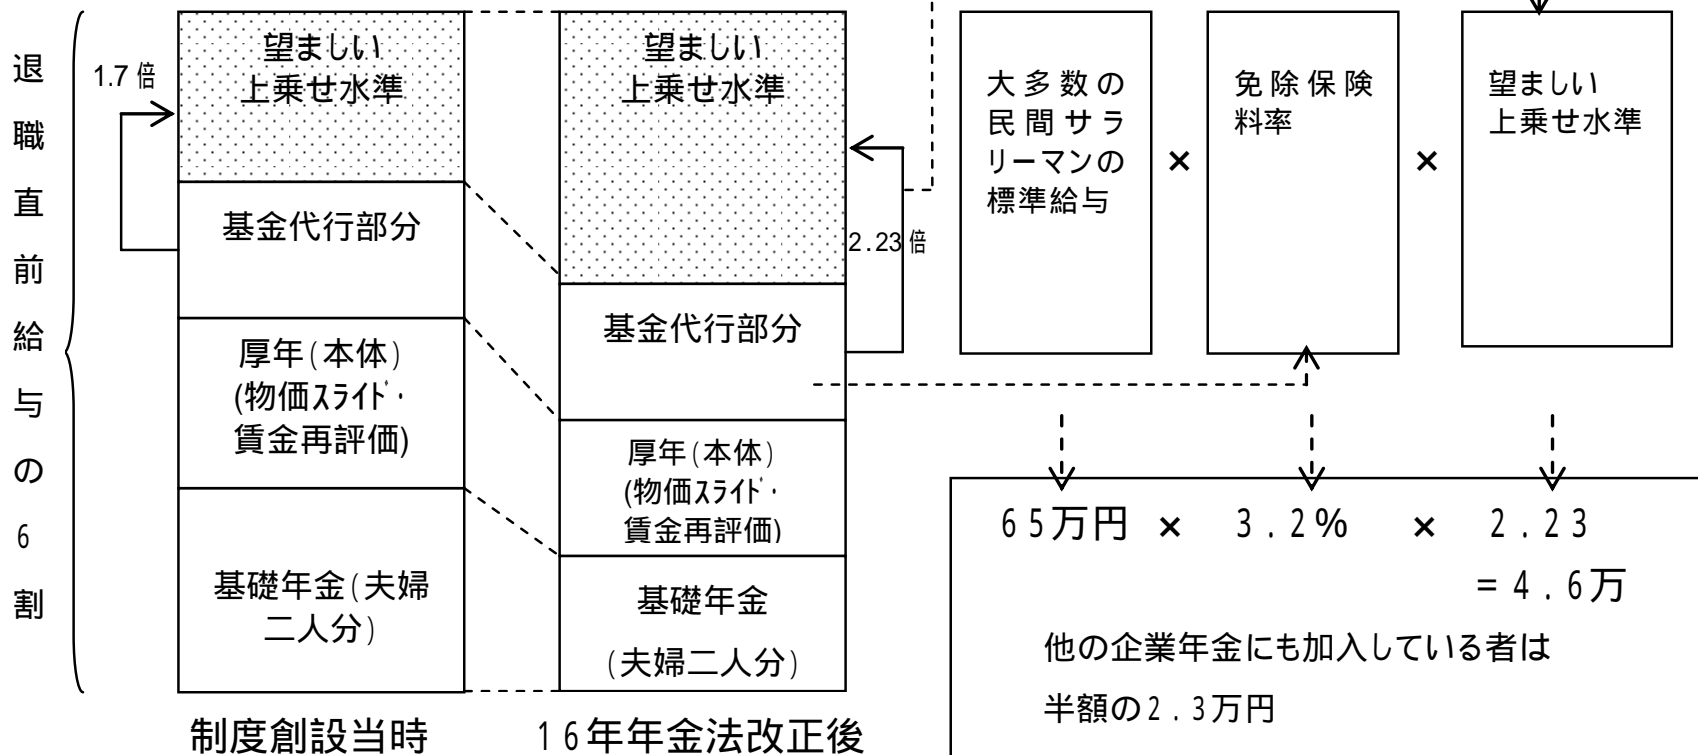 退職直前給与の6割
1.7 倍
望ましい
上乗せ水準
基金代行部分
厚年(本体)
(物価ｽﾗｲﾄﾞ・
賃金再評価)
基礎年金(夫婦
二人分)
制度創設当時
望ましい
上乗せ水準
2.23 倍
基金代行部分
厚年(本体)
(物価ｽﾗｲﾄﾞ・
賃金再評価)
基礎年金
(夫婦二人分)
16年年金法改正後
大多数の
民間サラ
リーマンの
標準給与
×
免除保険
料率
×
望ましい
上乗せ水準
65万円 × 3.2% × 2.23
=4.6万
他の企業年金にも加入している者は
半額の2.3万円